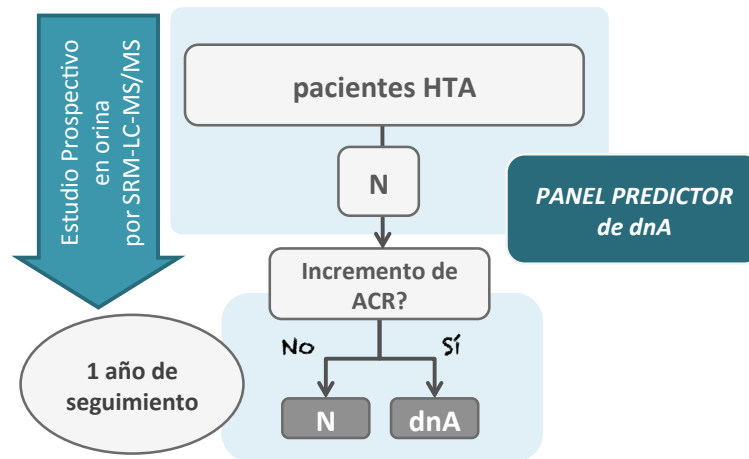 Estudio Prospectivo
en orina
por SRM-LC-MS/MS
pacientes HTA
N
PANEL PREDICTOR
de dnA
Incremento de
ACR?
No
Sí
1 año de
seguimiento
N
dnA